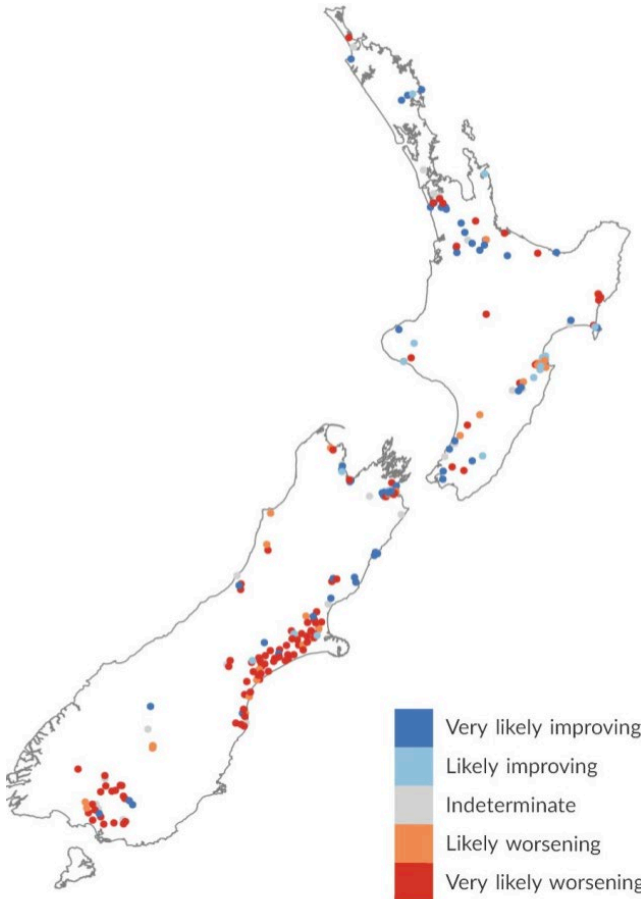 Very likely improving
Likely improving
Indeterminate
Likely worsening
Very likely worsening